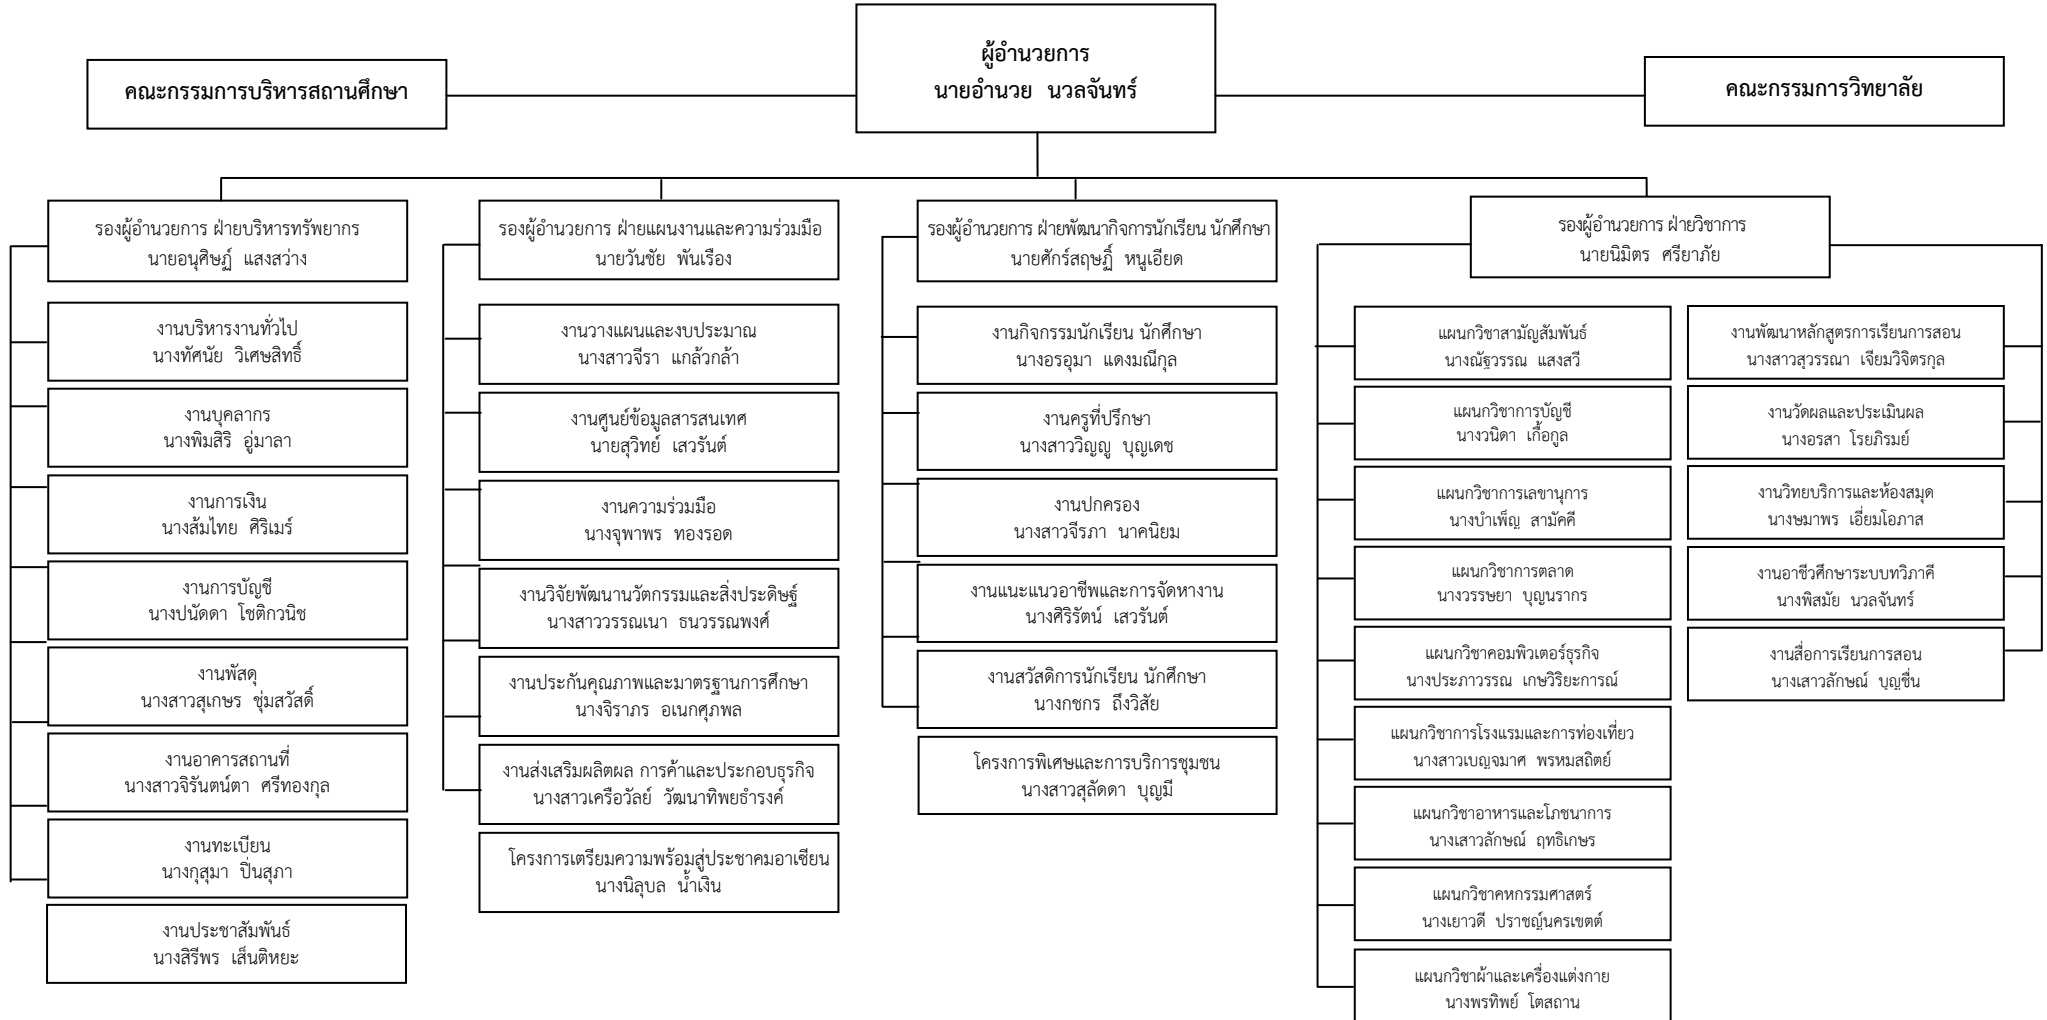 ผู้อำนวยการ
นายอำนวย นวลจันทร์
คณะกรรมการบริหารสถานศึกษา
คณะกรรมการวิทยาลัย
รองผู้อำนวยการ ฝ่ายบริหารทรัพยากร
นายอนุศิษฏ์ แสงสว่าง
งานบริหารงานทั่วไป
นางทัศนัย วิเศษสิทธิ์
งานบุคลากร
นางพิมสิริ อู่มาลา
งานการเงิน
นางส้มไทย ศิริเมร์
งานการบัญชี
นางปนัดดา โชติกวนิช
งานพัสดุ
นางสาวสุเกษร ชุ่มสวัสดิ์
งานอาคารสถานที่
นางสาวจิรันตน์ตา ศรีทองกุล
งานทะเบียน
นางกุสุมา ปิ่นสุภา
งานประชาสัมพันธ์
นางสิรีพร เส็นติหยะ
รองผู้อำนวยการ ฝ่ายแผนงานและความร่วมมือ
นายวันชัย พันเรือง
งานวางแผนและงบประมาณ
นางสาวจีรา แกล้วกล้า
งานศูนย์ข้อมูลสารสนเทศ
นายสุวิทย์ เสวรันต์
งานความร่วมมือ
นางจุพาพร ทองรอด
งานวิจัยพัฒนานวัตกรรมและสิ่งประดิษฐ์
นางสาววรรณเนา ธนวรรณพงศ์
งานประกันคุณภาพและมาตรฐานการศึกษา
นางจิราภร อเนกศุภพล
งานส่งเสริมผลิตผล การค้าและประกอบธุรกิจ
นางสาวเครือวัลย์ วัฒนาทิพยธำรงค์
โครงการเตรียมความพร้อมสู่ประชาคมอาเซียน
นางนิลุบล น้ำเงิน
รองผู้อำนวยการ ฝ่ายพัฒนากิจการนักเรียน นักศึกษา
นายศักร์สฤษฏิ์ หนูเอียด
งานกิจกรรมนักเรียน นักศึกษา
นางอรอุมา แดงมณีกุล
งานครูที่ปรึกษา
นางสาววิญญู บุญเดช
งานปกครอง
นางสาวจีรภา นาคนิยม
งานแนะแนวอาชีพและการจัดหางาน
นางศิริรัตน์ เสวรันต์
งานสวัสดิการนักเรียน นักศึกษา
นางกชกร ถึงวิสัย
โครงการพิเศษและการบริการชุมชน
นางสาวสุลัดดา บุญมี
รองผู้อำนวยการ ฝ่ายวิชาการ
นายนิมิตร ศรียาภัย
แผนกวิชาสามัญสัมพันธ์
นางณัฐวรรณ แสงสวี
แผนกวิชาการบัญชี
นางวนิดา เกื้อกูล
แผนกวิชาการเลขานุการ
นางบำเพ็ญ สามัคคี
แผนกวิชาการตลาด
นางวรรษยา บุญนรากร
แผนกวิชาคอมพิวเตอร์ธุรกิจ
นางประภาวรรณ เกษวิริยะการณ์
แผนกวิชาการโรงแรมและการท่องเที่ยว
นางสาวเบญจมาศ พรหมสถิตย์
แผนกวิชาอาหารและโภชนาการ
นางเสาวลักษณ์ ฤทธิเกษร
แผนกวิชาคหกรรมศาสตร์
นางเยาวดี ปราชญ์นครเขตต์
แผนกวิชาผ้าและเครื่องแต่งกาย
นางพรทิพย์ โตสถาน
งานพัฒนาหลักสูตรการเรียนการสอน
นางสาวสุวรรณา เจียมวิจิตรกุล
งานวัดผลและประเมินผล
นางอรสา โรยภิรมย์
งานวิทยบริการและห้องสมุด
นางษมาพร เอี่ยมโอภาส
งานอาชีวศึกษาระบบทวิภาคี
นางพิสมัย นวลจันทร์
งานสื่อการเรียนการสอน
นางเสาวลักษณ์ บุญชื่น